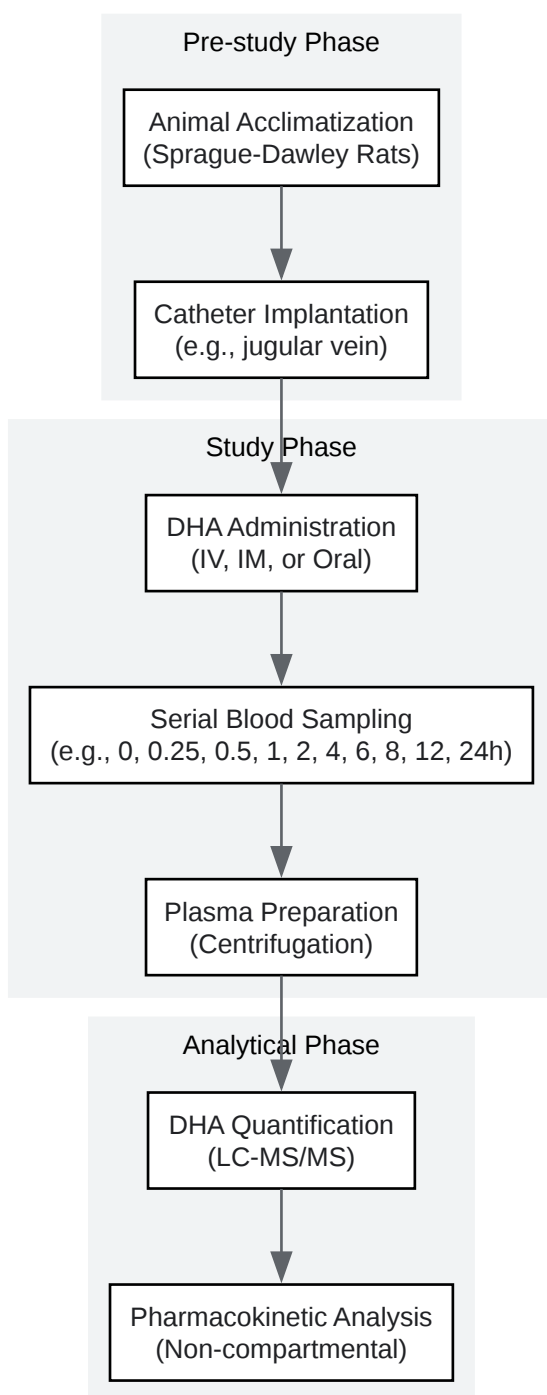 Pre-study Phase
Animal Acclimatization
(Sprague-Dawley Rats)
Catheter Implantation
(e.g., jugular vein)
Study Phase
DHA Administration
(IV, IM, or Oral)
Serial Blood Sampling
(e.g., 0, 0.25, 0.5, 1, 2, 4, 6, 8, 12, 24h)
Plasma Preparation
(Centrifugation)
Analytical Phase
DHA Quantification
(LC-MS/MS)
Pharmacokinetic Analysis
(Non-compartmental)